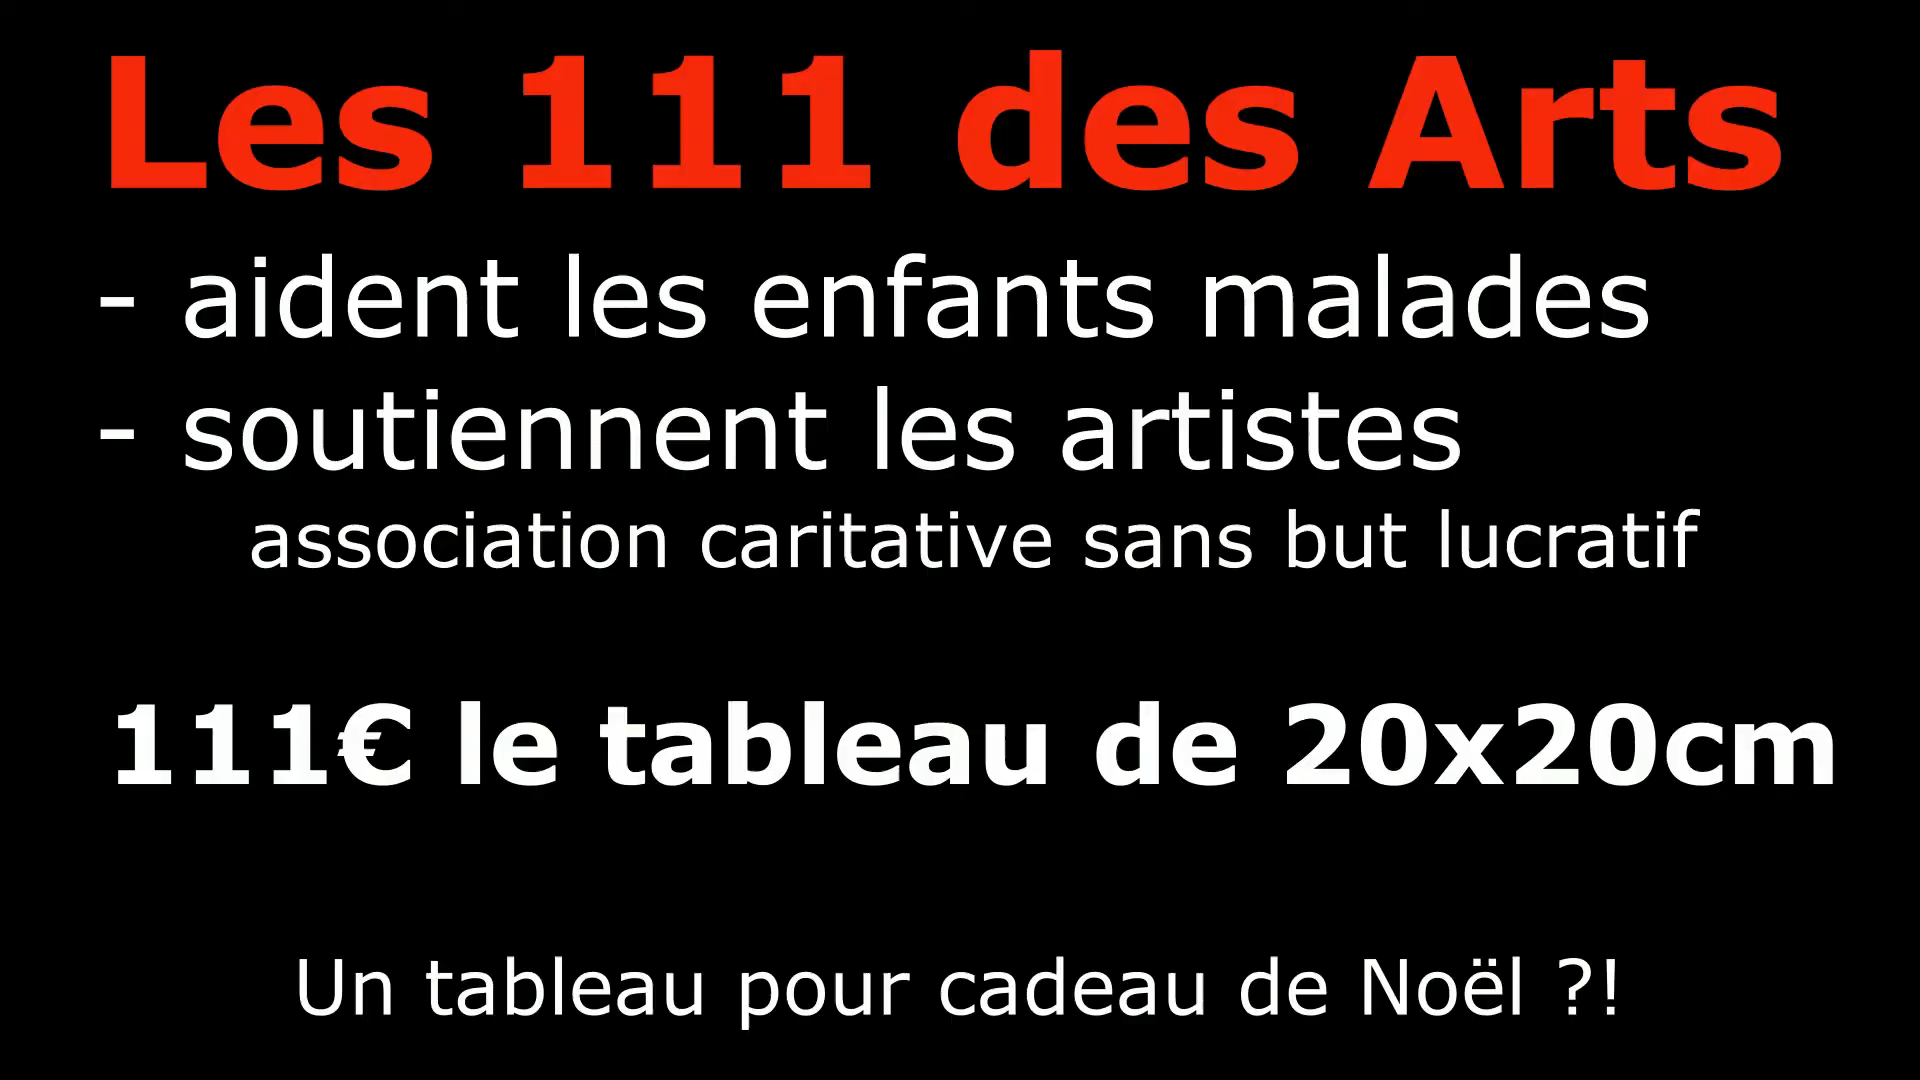 Les 111 des Arts
- aident les enfants malades
- soutiennent les artistes
association caritative sans but lucratif
111€ le tableau de 20x20cm
Un tableau pour cadeau de Noël ?!